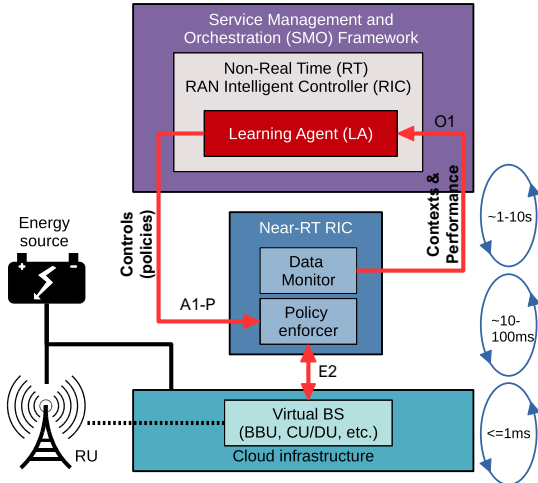 Service Management and
Orchestration (SMO) Framework
Non-Real Time (RT)
RAN Intelligent Controller (RIC)
Learning Agent (LA)
O1
Controls
(policies)
Contexts &
Performance
~1-10s
Energy
source
+ -
Near-RT RIC
Data
Monitor
A1-P
Policy
enforcer
~10-
100ms
E2
Virtual BS
(BBU, CU/DU, etc.)
<=1ms
RU
Cloud infrastructure